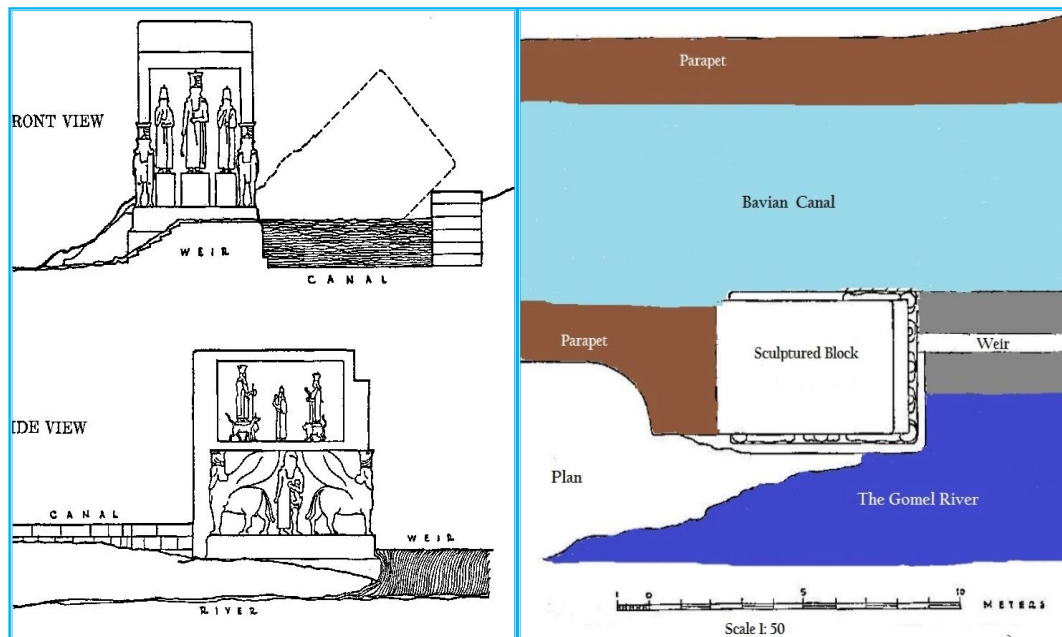 RONT VIEW
WEIR
CANAL
IDE VIEW
CANAL
WEIR
RIVER
Parapet
Bavian Canal
Parapet
Sculptured Block
Weir
Plan
The Gomel River
1 0 10 METERS
Scale 1: 50